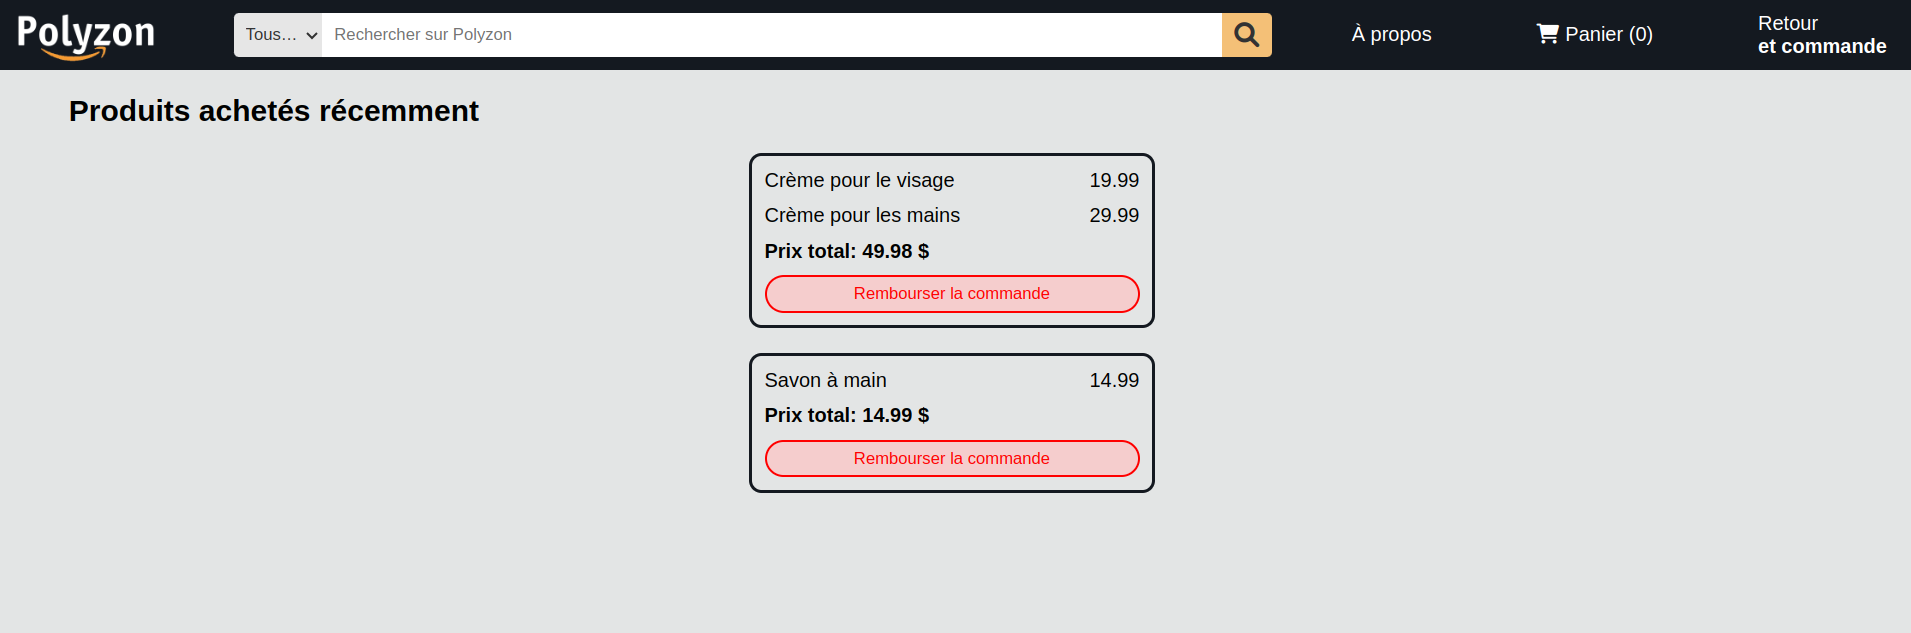 Polyzon
Tous...
Rechercher sur Polyzon
À propos
Panier (0)
Retour
et commande
Produits achetés récemment
Crème pour le visage 19.99
Crème pour les mains 29.99
Prix total: 49.98 $
Rembourser la commande
Savon à main 14.99
Prix total: 14.99 $
Rembourser la commande